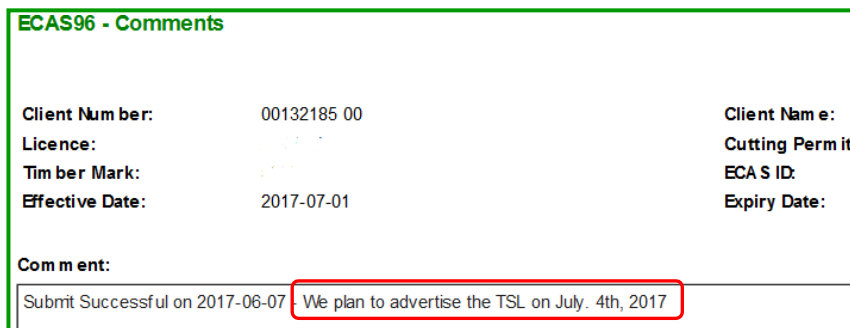 ECAS96 - Comments
Client Number: 00132185 00 Client Name:
Licence: Cutting Permit
Timber Mark: ECAS ID:
Effective Date: 2017-07-01 Expiry Date:
Comment:
Submit Successful on 2017-06-07 - We plan to advertise the TSL on July. 4th, 2017